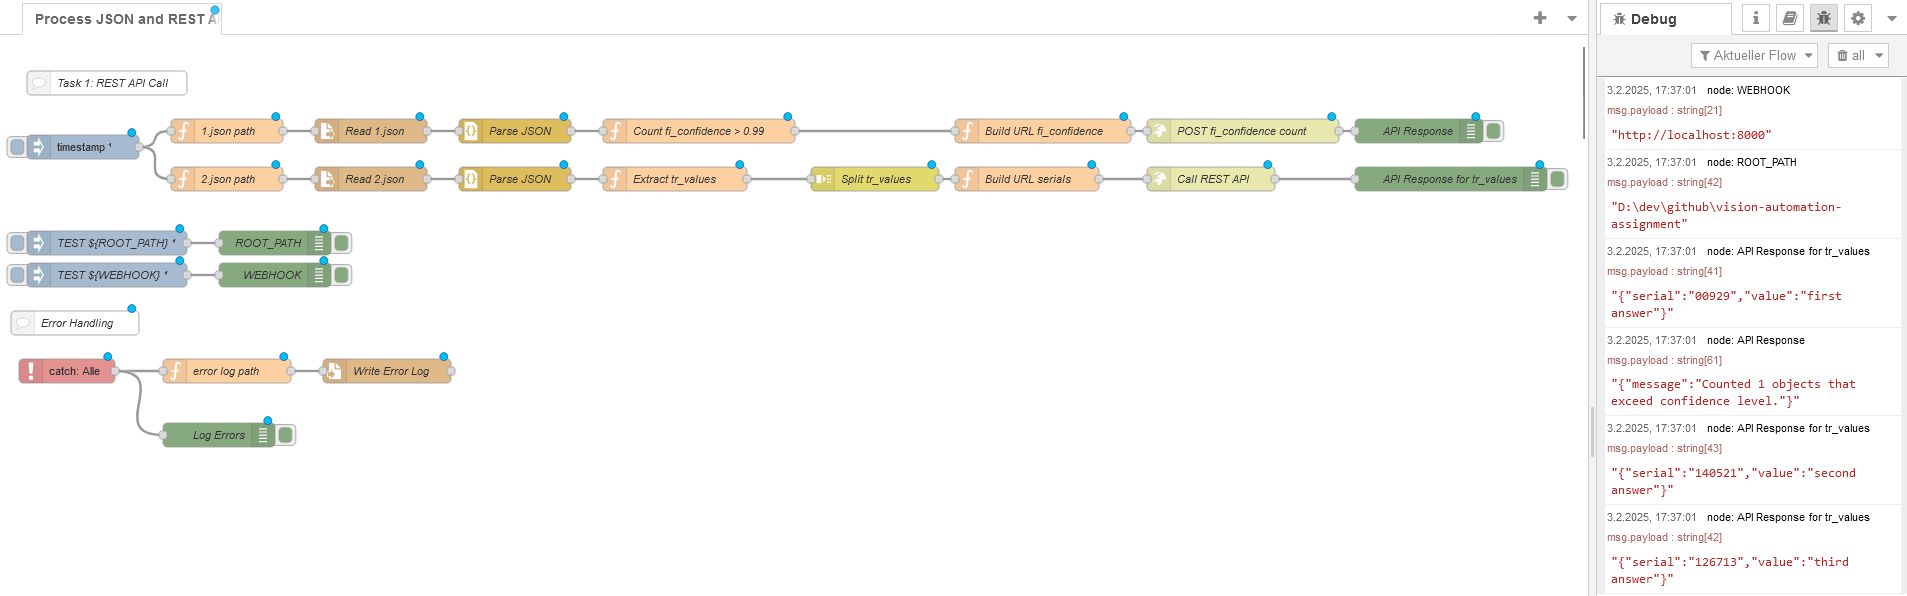 Process JSON and REST A
Task 1: REST API Call
timestamp ¹
1.json path
Read 1.json
Parse JSON
Count fi_confidence > 0.99
Build URL fi_confidence
POST fi_confidence count
API Response
2.json path
Read 2.json
Parse JSON
Extract tr_values
Split tr_values
Build URL serials
Call REST API
API Response for tr_values
TEST ${ROOT_PATH} ¹
ROOT_PATH
TEST ${WEBHOOK} ¹
WEBHOOK
Error Handling
catch: Alle
error log path
Write Error Log
Log Errors
Debug
Aktueller Flow
all
3.2.2025, 17:37:01 node: WEBHOOK
msg.payload : string[21]
"http://localhost:8000"
3.2.2025, 17:37:01 node: ROOT_PATH
msg.payload : string[42]
"D:\dev\github\vision-automation-
assignment"
3.2.2025, 17:37:01 node: API Response for tr_values
msg.payload : string[41]
"{"serial":"00929","value":"first
answer"}"
3.2.2025, 17:37:01 node: API Response
msg.payload : string[61]
"{"message":"Counted 1 objects that
exceed confidence level."}"
3.2.2025, 17:37:01 node: API Response for tr_values
msg.payload : string[43]
"{"serial":"140521","value":"second
answer"}"
3.2.2025, 17:37:01 node: API Response for tr_values
msg.payload : string[42]
"{"serial":"126713","value":"third
answer"}"